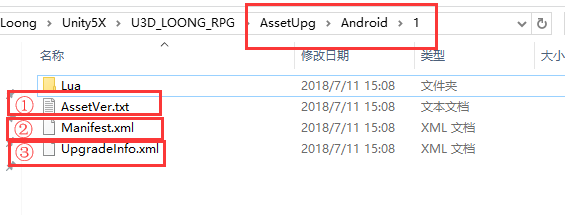 Loong > Unity5X > U3D_LOONG_RPG > AssetUpg > Android > 1
名称 修改日期 类型
Lua 2018/7/11 15:08 文件夹
① AssetVer.txt 2018/7/11 15:08 文本文档
② Manifest.xml 2018/7/11 15:08 XML 文档
③ UpgradeInfo.xml 2018/7/11 15:08 XML 文档